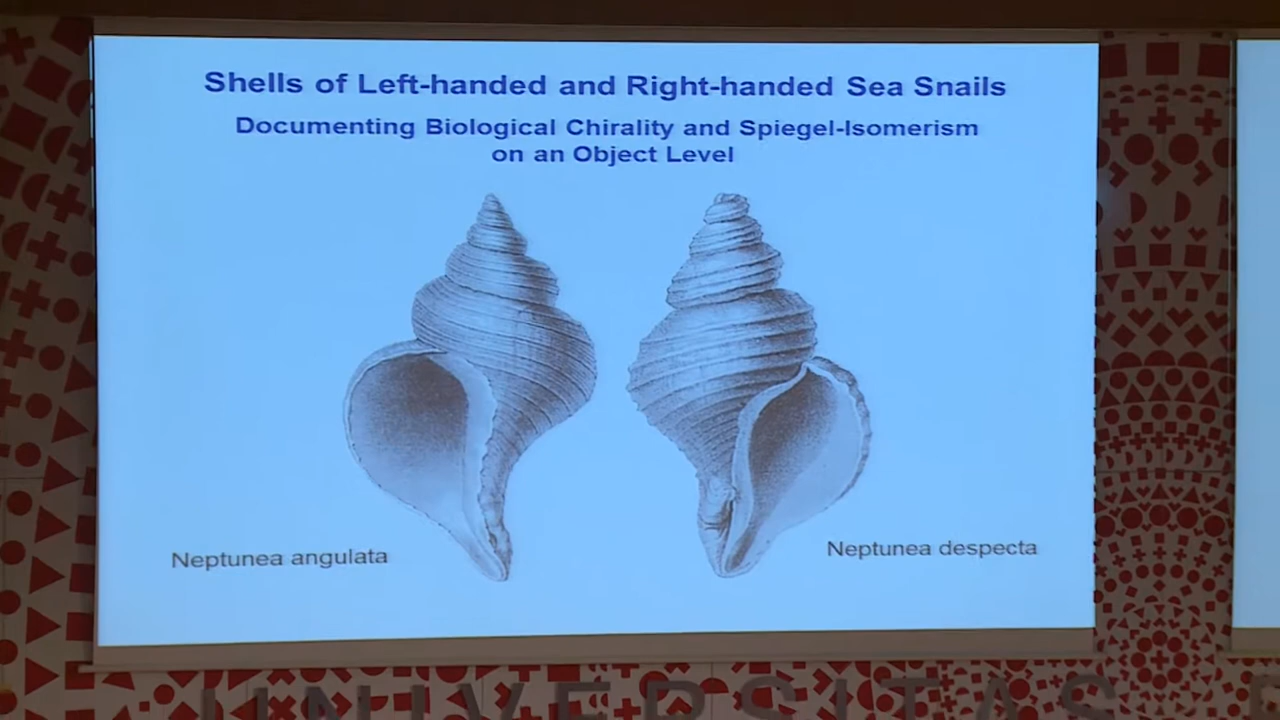 Shells of Left-handed and Right-handed Sea Snails
Documenting Biological Chirality and Spiegel-Isomerism
on an Object Level
Neptunea angulata
Neptunea despecta
UNIVERSITAS